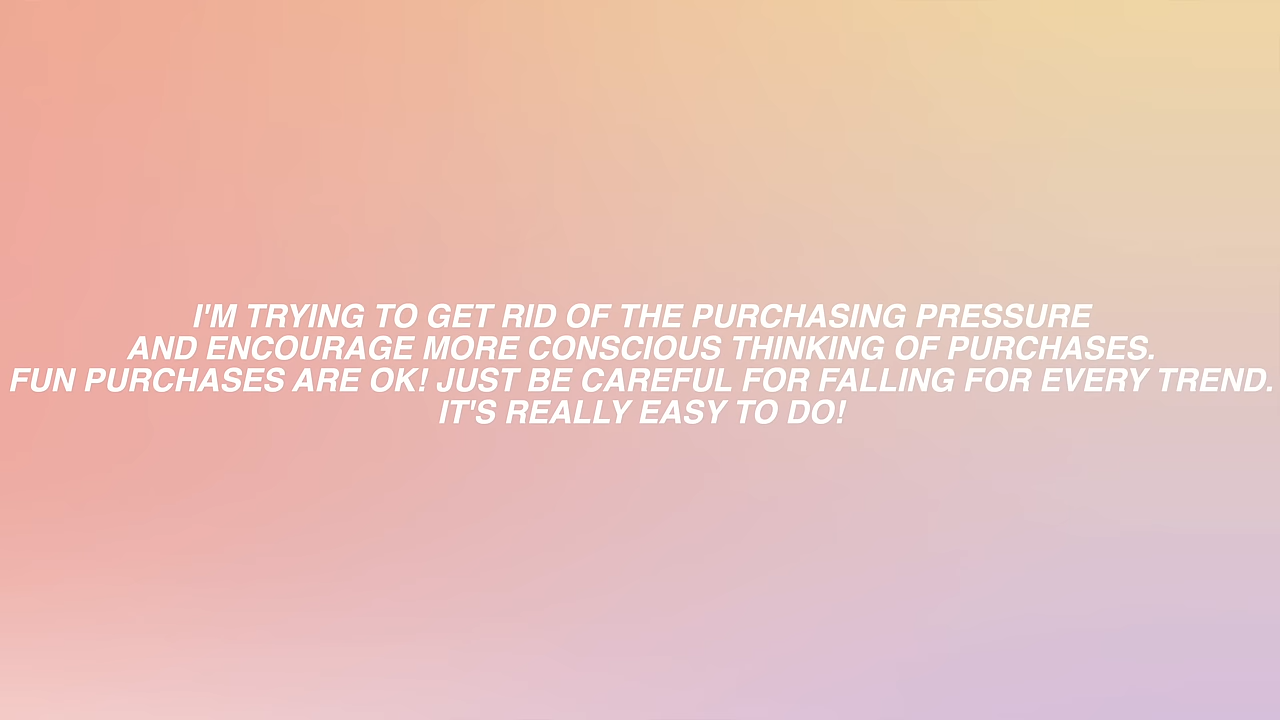 I'M TRYING TO GET RID OF THE PURCHASING PRESSURE
AND ENCOURAGE MORE CONSCIOUS THINKING OF PURCHASES.
FUN PURCHASES ARE OK! JUST BE CAREFUL FOR FALLING FOR EVERY TREND.
IT'S REALLY EASY TO DO!